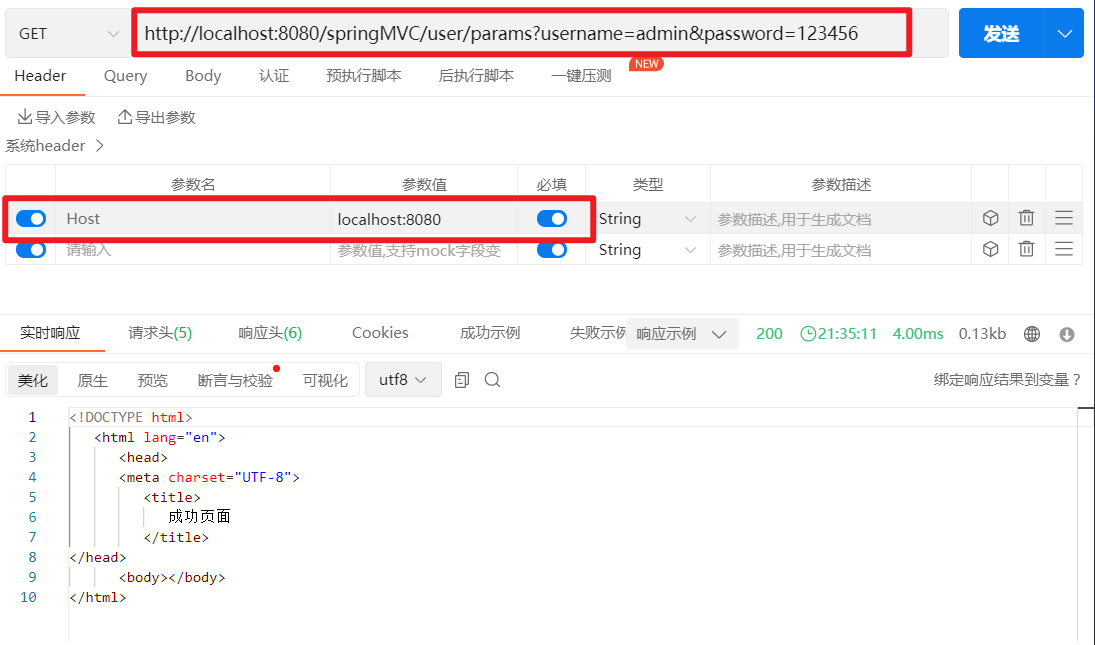 GET http://localhost:8080/springMVC/user/params?username=admin&password=123456 发送
Header Query Body 认证 预执行脚本 后执行脚本 一键压测 NEW
导入参数 导出参数
系统header
参数名 参数值 必填 类型 参数描述
Host localhost:8080 String 参数描述,用于生成文档
请输入 参数值,支持mock字段变 String 参数描述,用于生成文档
实时响应 请求头(5) 响应头(6) Cookies 成功示例 失败示例 响应示例 200 21:35:11 4.00ms 0.13kb
美化 原生 预览 断言与校验 可视化 utf8 绑定响应结果到变量?
1 <!DOCTYPE html>
2 <html lang="en">
3 <head>
4 <meta charset="UTF-8">
5 <title>
6 成功页面
7 </title>
8 </head>
9 <body></body>
10 </html>